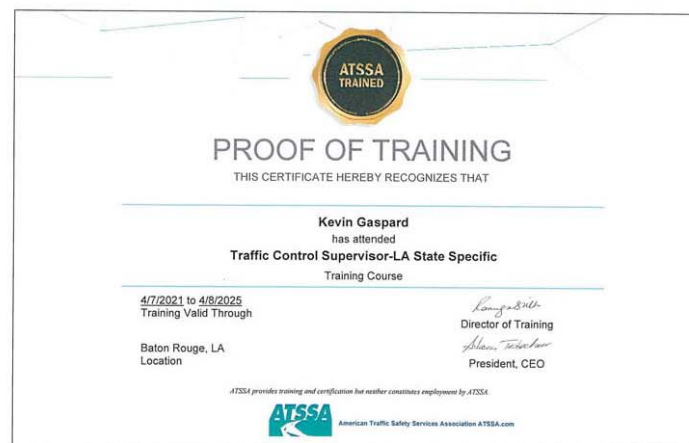 ATSSA
TRAINED
PROOF OF TRAINING
THIS CERTIFICATE HEREBY RECOGNIZES THAT
Kevin Gaspard
has attended
Traffic Control Supervisor-LA State Specific
Training Course
4/7/2021 to 4/8/2025
Training Valid Through
Director of Training
Baton Rouge, LA
Location
President, CEO
ATSSA provides training and certification but neither constitutes employment by ATSSA.
ATSSA
American Traffic Safety Services Association ATSSA.com